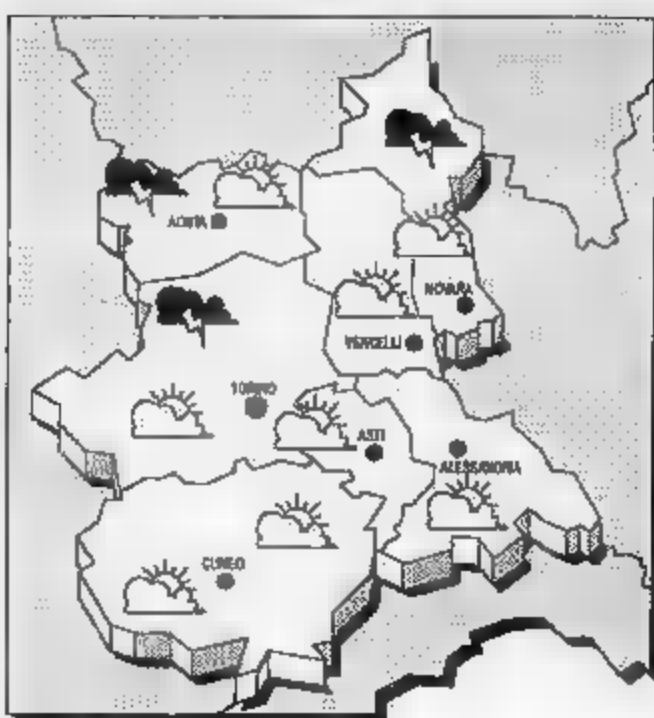 AOSTA
NOVARA
VERCELLI
TORINO
ASTI
ALESSANDRIA
CUNEO